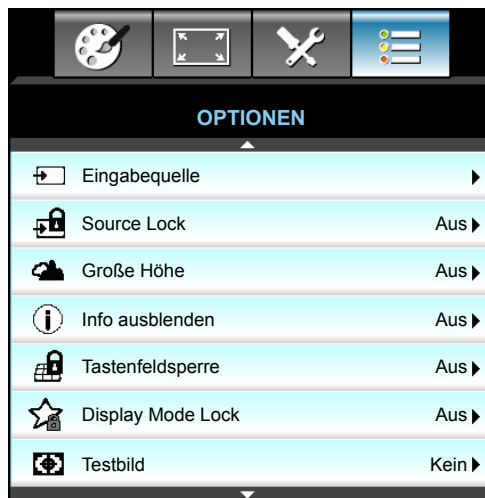 OPTIONEN
Eingabequelle
Source Lock Aus
Große Höhe Aus
Info ausblenden Aus
Tastenfeldsperre Aus
Display Mode Lock Aus
Testbild Kein